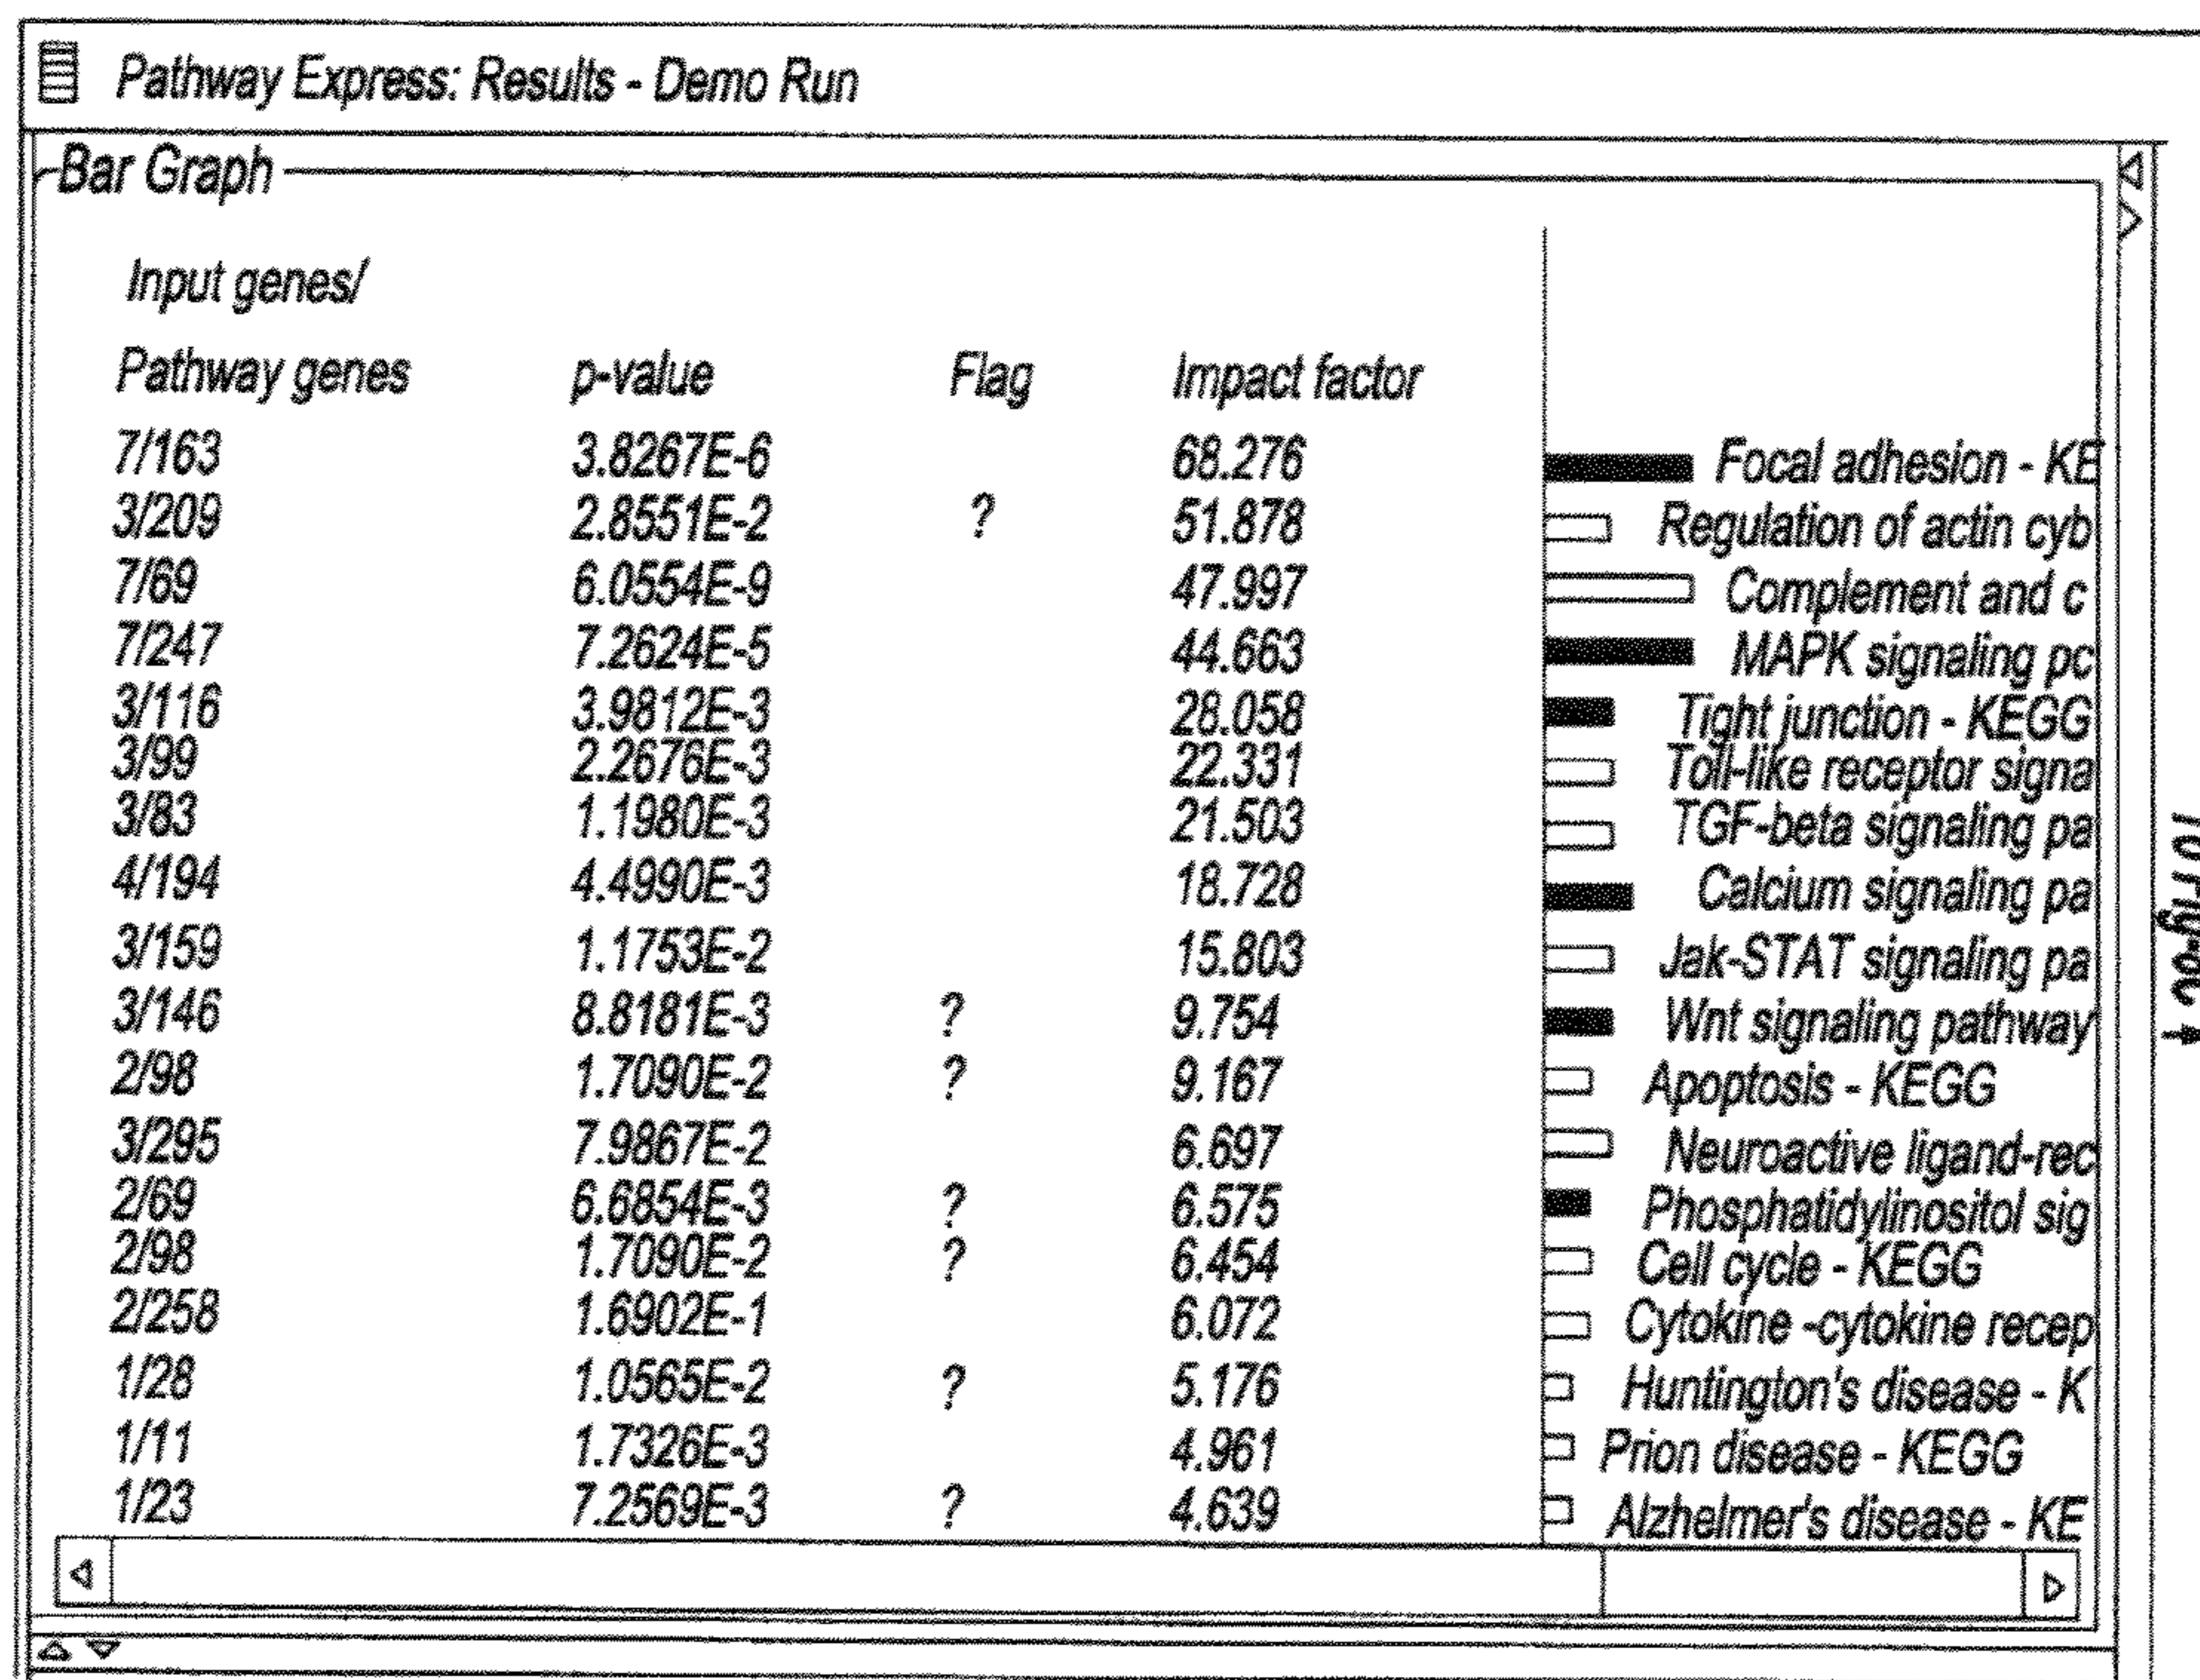 Pathway Express: Results - Demo Run
Bar Graph
Input genes/
Pathway genes p-value Flag Impact factor
7/163 3.8267E-6 68.276 Focal adhesion - KE
3/209 2.8551E-2 ? 51.878 Regulation of actin cyb
7/69 6.0554E-9 47.997 Complement and c
7/247 7.2624E-5 44.663 MAPK signaling pc
3/116 3.9812E-3 28.058 Tight junction - KEGG
3/99 2.2676E-3 22.331 Toll-like receptor signa
3/83 1.1980E-3 21.503 TGF-beta signaling pa
4/194 4.4990E-3 18.728 Calcium signaling pa
3/159 1.1753E-2 15.803 Jak-STAT signaling pa
3/146 8.8181E-3 ? 9.754 Wnt signaling pathway
2/98 1.7090E-2 ? 9.167 Apoptosis - KEGG
3/295 7.9867E-2 6.697 Neuroactive ligand-rec
2/69 6.6854E-3 ? 6.575 Phosphatidylinositol sig
2/98 1.7090E-2 ? 6.454 Cell cycle - KEGG
2/258 1.6902E-1 6.072 Cytokine -cytokine recep
1/28 1.0565E-2 ? 5.176 Huntington's disease - K
1/11 1.7326E-3 4.961 Prion disease - KEGG
1/23 7.2569E-3 ? 4.639 Alzhelmer's disease - KE